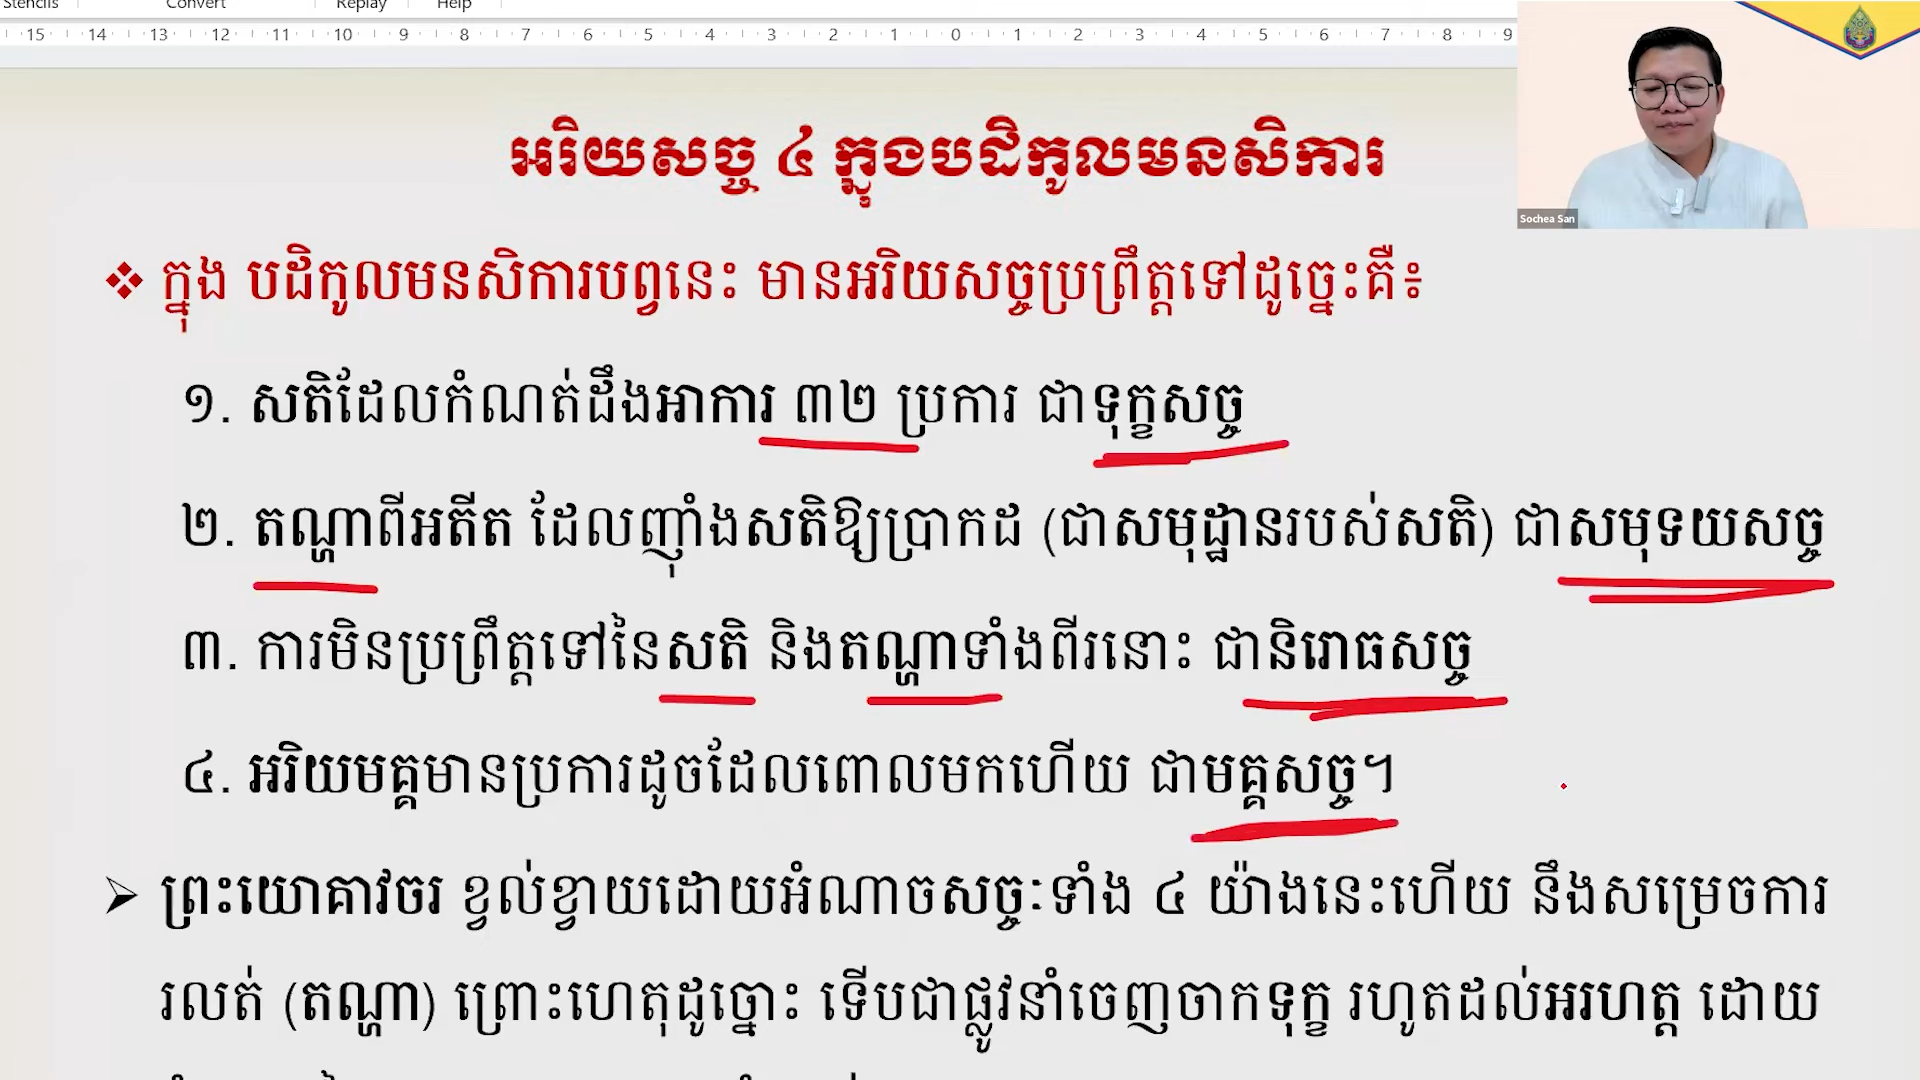 Stencils Convert Replay Help
15 14 13 12 11 10 9 8 7 6 5 4 3 2 1 0 1 2 3 4 5 6 7 8 9
Sochea San
អរិយសច្ច ៤ ក្នុងបដិកូលមនសិការ
❖ ក្នុង បដិកូលមនសិការបព្វនេះ មានអរិយសច្ចប្រព្រឹត្តទៅដូច្នេះគឺ៖
១. សតិដែលកំណត់ដឹងអាការ ៣២ ប្រការ ជាទុក្ខសច្ច
២. តណ្ហាពីអតីត ដែលញ៉ាំងសតិឱ្យប្រាកដ (ជាសមុដ្ឋានរបស់សតិ) ជាសមុទយសច្ច
៣. ការមិនប្រព្រឹត្តទៅនៃសតិ និងតណ្ហាទាំងពីរនោះ ជានិរោធសច្ច
៤. អរិយមគ្គមានប្រការដូចដែលពោលមកហើយ ជាមគ្គសច្ច។
➢ ព្រះយោគាវចរ ខ្វល់ខ្វាយដោយអំណាចសច្ចៈទាំង ៤ យ៉ាងនេះហើយ នឹងសម្រេចការ
រលត់ (តណ្ហា) ព្រោះហេតុដូច្នោះ ទើបជាផ្លូវនាំចេញចាកទុក្ខ រហូតដល់អរហត្ត ដោយ